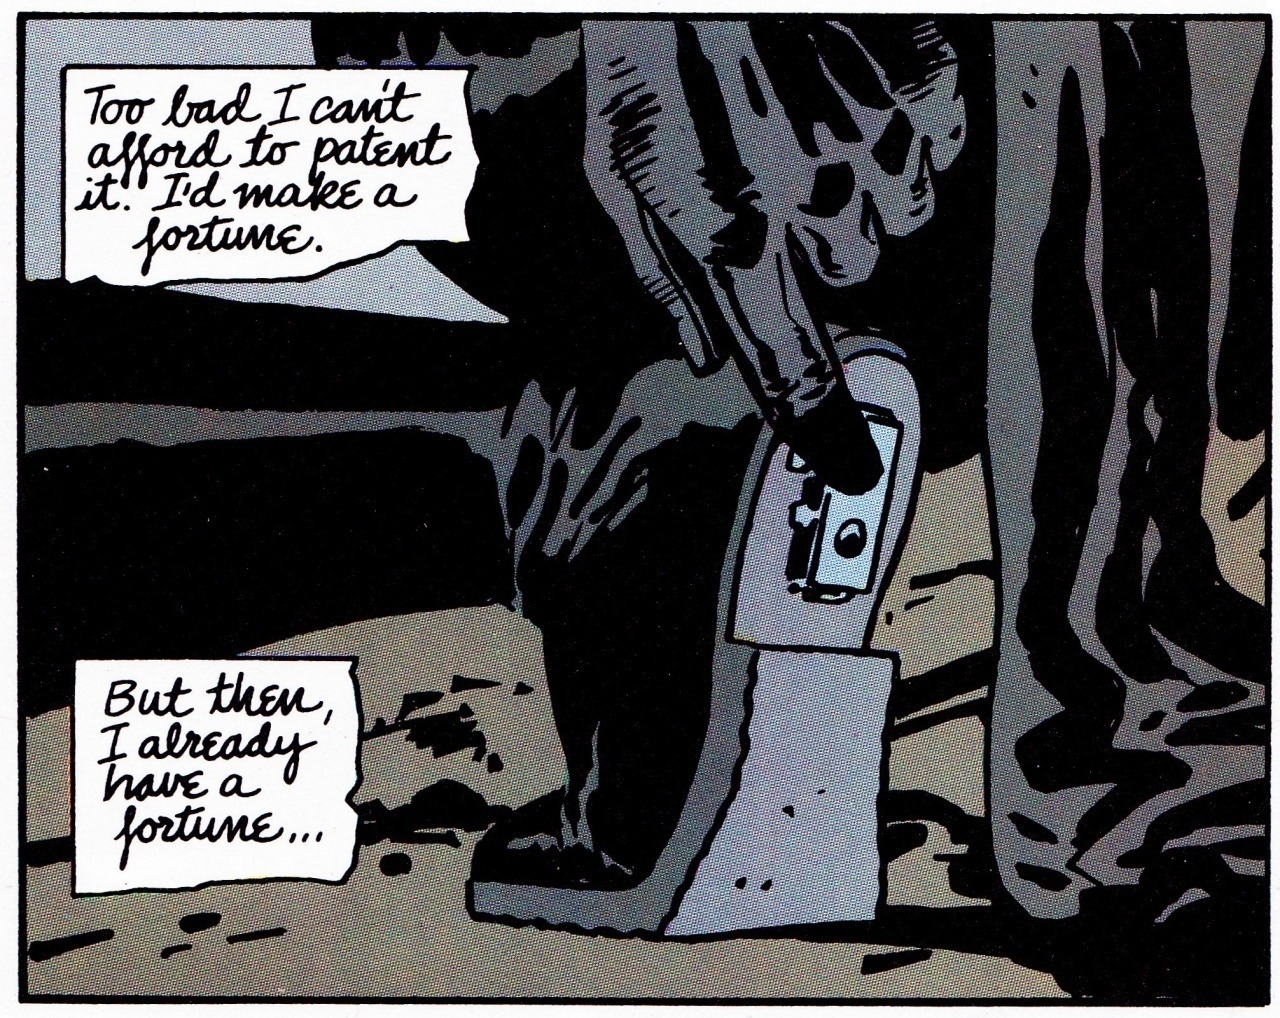 Too bad I can't
afford to patent
it. I'd make a
fortune.
But then,
I already
have a
fortune...